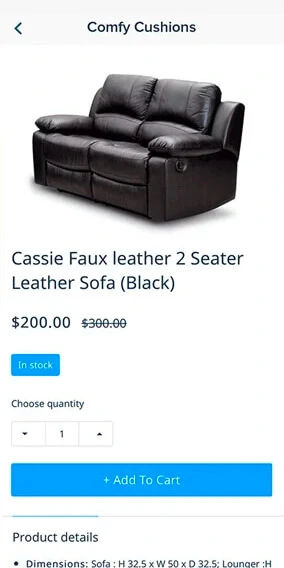 Comfy Cushions
Cassie Faux leather 2 Seater
Leather Sofa (Black)
$200.00 $300.00
In stock
Choose quantity
1
+ Add To Cart
Product details
• Dimensions: Sofa : H 32.5 x W 50 x D 32.5; Lounger :H